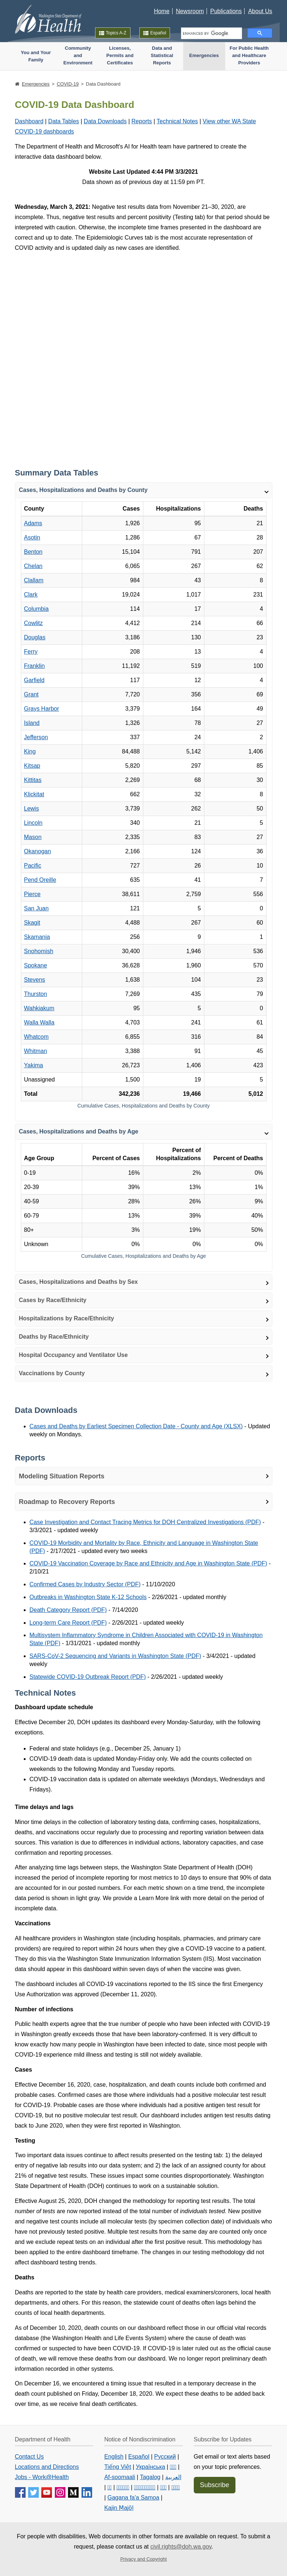 Washington State Department of
Health
Home | Newsroom | Publications | About Us
Topics A-Z
Español
ENHANCED BY Google
You and Your Family
Community and Environment
Licenses, Permits and Certificates
Data and Statistical Reports
Emergencies
For Public Health and Healthcare Providers
Emergencies > COVID-19 > Data Dashboard
COVID-19 Data Dashboard
Dashboard | Data Tables | Data Downloads | Reports | Technical Notes | View other WA State
COVID-19 dashboards
The Department of Health and Microsoft's AI for Health team have partnered to create the
interactive dashboard below.
Website Last Updated 4:44 PM 3/3/2021
Data shown as of previous day at 11:59 pm PT.
Wednesday, March 3, 2021: Negative test results data from November 21–30, 2020, are
incomplete. Thus, negative test results and percent positivity (Testing tab) for that period should be
interpreted with caution. Otherwise, the incomplete time frames presented in the dashboard are
correct and up to date. The Epidemiologic Curves tab is the most accurate representation of
COVID activity and is updated daily as new cases are identified.
Summary Data Tables
Cases, Hospitalizations and Deaths by County
County Cases Hospitalizations Deaths
Adams 1,926 95 21
Asotin 1,286 67 28
Benton 15,104 791 207
Chelan 6,065 267 62
Clallam 984 43 8
Clark 19,024 1,017 231
Columbia 114 17 4
Cowlitz 4,412 214 66
Douglas 3,186 130 23
Ferry 208 13 4
Franklin 11,192 519 100
Garfield 117 12 4
Grant 7,720 356 69
Grays Harbor 3,379 164 49
Island 1,326 78 27
Jefferson 337 24 2
King 84,488 5,142 1,406
Kitsap 5,820 297 85
Kittitas 2,269 68 30
Klickitat 662 32 8
Lewis 3,739 262 50
Lincoln 340 21 5
Mason 2,335 83 27
Okanogan 2,166 124 36
Pacific 727 26 10
Pend Oreille 635 41 7
Pierce 38,611 2,759 556
San Juan 121 5 0
Skagit 4,488 267 60
Skamania 256 9 1
Snohomish 30,400 1,946 536
Spokane 36,628 1,960 570
Stevens 1,638 104 23
Thurston 7,269 435 79
Wahkiakum 95 5 0
Walla Walla 4,703 241 61
Whatcom 6,855 316 84
Whitman 3,388 91 45
Yakima 26,723 1,406 423
Unassigned 1,500 19 5
Total 342,236 19,466 5,012
Cumulative Cases, Hospitalizations and Deaths by County
Cases, Hospitalizations and Deaths by Age
Age Group Percent of Cases Percent of Hospitalizations Percent of Deaths
0-19 16% 2% 0%
20-39 39% 13% 1%
40-59 28% 26% 9%
60-79 13% 39% 40%
80+ 3% 19% 50%
Unknown 0% 0% 0%
Cumulative Cases, Hospitalizations and Deaths by Age
Cases, Hospitalizations and Deaths by Sex
Cases by Race/Ethnicity
Hospitalizations by Race/Ethnicity
Deaths by Race/Ethnicity
Hospital Occupancy and Ventilator Use
Vaccinations by County
Data Downloads
Cases and Deaths by Earliest Specimen Collection Date - County and Age (XLSX) - Updated
weekly on Mondays.
Reports
Modeling Situation Reports
Roadmap to Recovery Reports
Case Investigation and Contact Tracing Metrics for DOH Centralized Investigations (PDF) -
3/3/2021 - updated weekly
COVID-19 Morbidity and Mortality by Race, Ethnicity and Language in Washington State
(PDF) - 2/17/2021 - updated every two weeks
COVID-19 Vaccination Coverage by Race and Ethnicity and Age in Washington State (PDF) -
2/10/21
Confirmed Cases by Industry Sector (PDF) - 11/10/2020
Outbreaks in Washington State K-12 Schools - 2/26/2021 - updated monthly
Death Category Report (PDF) - 7/14/2020
Long-term Care Report (PDF) - 2/26/2021 - updated weekly
Multisystem Inflammatory Syndrome in Children Associated with COVID-19 in Washington
State (PDF) - 1/31/2021 - updated monthly
SARS-CoV-2 Sequencing and Variants in Washington State (PDF) - 3/4/2021 - updated
weekly
Statewide COVID-19 Outbreak Report (PDF) - 2/26/2021 - updated weekly
Technical Notes
Dashboard update schedule
Effective December 20, 2020, DOH updates its dashboard every Monday-Saturday, with the following
exceptions.
Federal and state holidays (e.g., December 25, January 1)
COVID-19 death data is updated Monday-Friday only. We may add the counts collected on
weekends to the following Monday and Tuesday results.
COVID-19 vaccination data is updated on alternate weekdays (Mondays, Wednesdays and
Fridays).
Time delays and lags
Minor time delays in the collection of laboratory testing data, confirming cases, hospitalizations,
deaths, and vaccinations occur because data comes from multiple, decentralized, and autonomous
sources. This variation is due to differences in individual actions, laboratory capacities, and case
confirmation and reporting processes.
After analyzing time lags between steps, the Washington State Department of Health (DOH)
implemented a threshold of incomplete reporting for most metrics 10 days to ensure that 90% of data
are accounted for in our posted numbers. For each region shown on a time trend, the incomplete
data period is shown in light gray. We now provide a Learn More link with more detail on the
incomplete data periods on the chart.
Vaccinations
All healthcare providers in Washington state (including hospitals, pharmacies, and primary care
providers) are required to report within 24 hours of when they give a COVID-19 vaccine to a patient.
They do this via the Washington State Immunization Information System (IIS). Most vaccination data
should appear in this dashboard within seven days of when the vaccine was given.
The dashboard includes all COVID-19 vaccinations reported to the IIS since the first Emergency
Use Authorization was approved (December 11, 2020).
Number of infections
Public health experts agree that the true number of people who have been infected with COVID-19
in Washington greatly exceeds those that have been laboratory-confirmed. It is very difficult to know
exactly how many people in Washington have been infected to date, since most people with
COVID-19 experience mild illness and testing is still not widely available.
Cases
Effective December 16, 2020, case, hospitalization, and death counts include both confirmed and
probable cases. Confirmed cases are those where individuals had a positive molecular test result for
COVID-19. Probable cases are those where individuals had a positive antigen test result for
COVID-19, but no positive molecular test result. Our dashboard includes antigen test results dating
back to June 2020, when they were first reported in Washington.
Testing
Two important issues continue to affect results presented on the testing tab: 1) the delayed entry
of negative lab results into our data system, and 2) the lack of an assigned county for about
21% of negative test results. These issues impact some counties disproportionately. Washington
State Department of Health (DOH) continues to work on a sustainable solution.
Effective August 25, 2020, DOH changed the methodology for reporting test results. The total
number of tests are now reported instead of number of individuals tested. The new methodology
includes total molecular tests and captures molecular testing volume of individuals who have not
previously tested positive. Multiple tests may be included per individual for those that are not cases
and we exclude repeat tests on an individual after the first positive result. This methodology has
been applied to the entire dashboard timeframe. The changes in our testing methodology did not
affect dashboard testing trends.
Deaths
Deaths are reported to the state by health care providers, medical examiners/coroners, local health
departments, and others. For this reason, the statewide count of deaths often lags behind the
counts of local health departments.
As of December 10, 2020, death counts in our dashboard reflect those found in our official vital records
database (the Washington Health and Life Events System) where the cause of death was confirmed
or suspected to have been COVID-19. If COVID-19 is later ruled out as the official cause
of death, we will remove those deaths from our death count. We no longer report preliminary death
information reported in other systems.
On December 16, we encountered a timing issue that resulted in more than the true cases in the
dashboard posted on Friday, December 18, 2020. We expect the death counts to be accurate
over time, as we receive final death certificates.
Department of Health
Contact Us
Locations and Directions
Jobs - Work@Health
Notice of Nondiscrimination
English | Español | Русский |
Tiếng Việt | Українська |
Af-soomaali | Tagalog | العربية
Gagana fa'a Samoa |
Kajin Majōl
Subscribe for Updates
Get email or text alerts based on your topic preferences.
Subscribe
For people with disabilities, Web documents in other formats are available on request. To submit a
request, please contact us at civil.rights@doh.wa.gov.
Privacy and Copyright